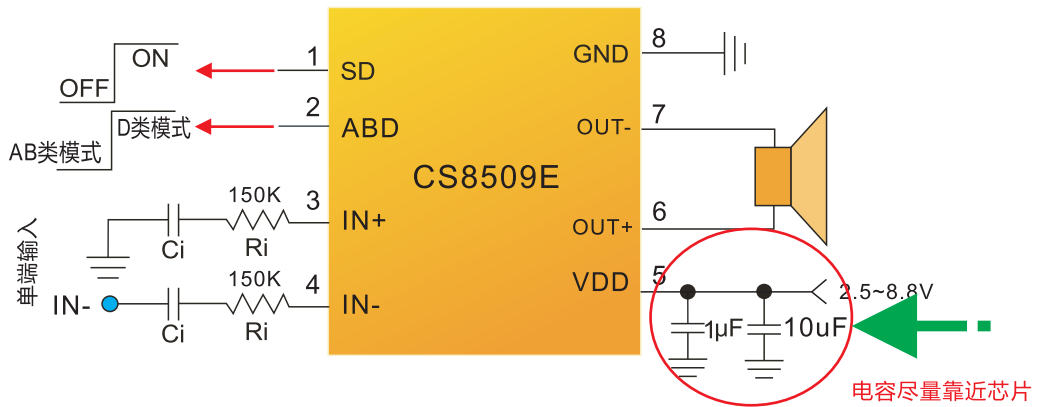 ON
OFF
D类模式
AB类模式
1
SD
2
ABD
CS8509E
150K
3
IN+
Ci
Ri
单端输入
150K
4
IN-
IN-
Ci
Ri
8
GND
7
OUT-
6
OUT+
5
VDD
2.5~8.8V
1μF
10uF
电容尽量靠近芯片